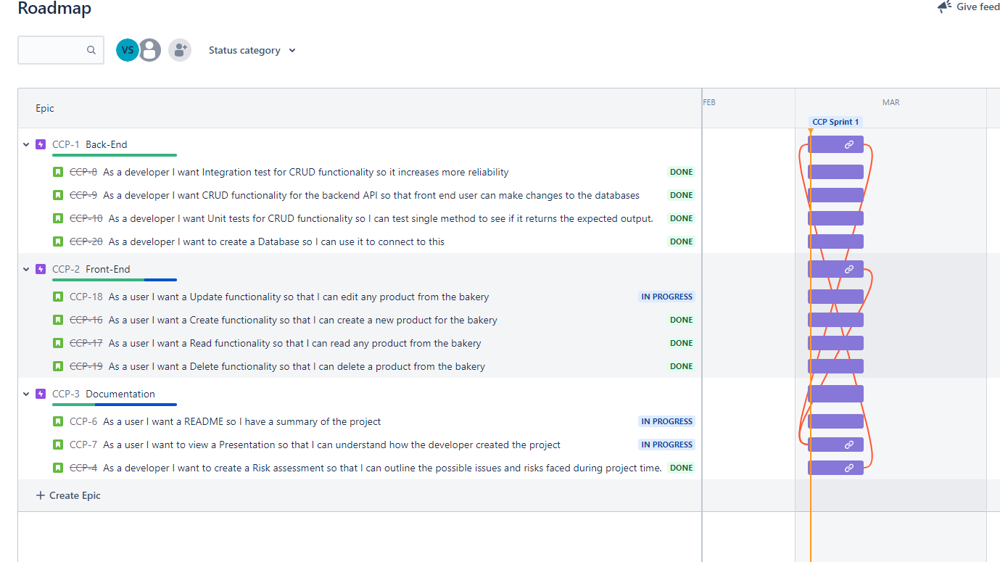 Roadmap
Give feed
VS
Status category
Epic
FEB
MAR
CCP Sprint 1
CCP-1 Back-End
CCP-8 As a developer I want Integration test for CRUD functionality so it increases more reliability DONE
CCP-9 As a developer I want CRUD functionality for the backend API so that front end user can make changes to the databases DONE
CCP-10 As a developer I want Unit tests for CRUD functionality so I can test single method to see if it returns the expected output. DONE
CCP-20 As a developer I want to create a Database so I can use it to connect to this DONE
CCP-2 Front-End
CCP-18 As a user I want a Update functionality so that I can edit any product from the bakery IN PROGRESS
CCP-16 As a user I want a Create functionality so that I can create a new product for the bakery DONE
CCP-17 As a user I want a Read functionality so that I can read any product from the bakery DONE
CCP-19 As a user I want a Delete functionality so that I can delete a product from the bakery DONE
CCP-3 Documentation
CCP-6 As a user I want a README so I have a summary of the project IN PROGRESS
CCP-7 As a user I want to view a Presentation so that I can understand how the developer created the project IN PROGRESS
CCP-4 As a developer I want to create a Risk assessment so that I can outline the possible issues and risks faced during project time. DONE
+ Create Epic